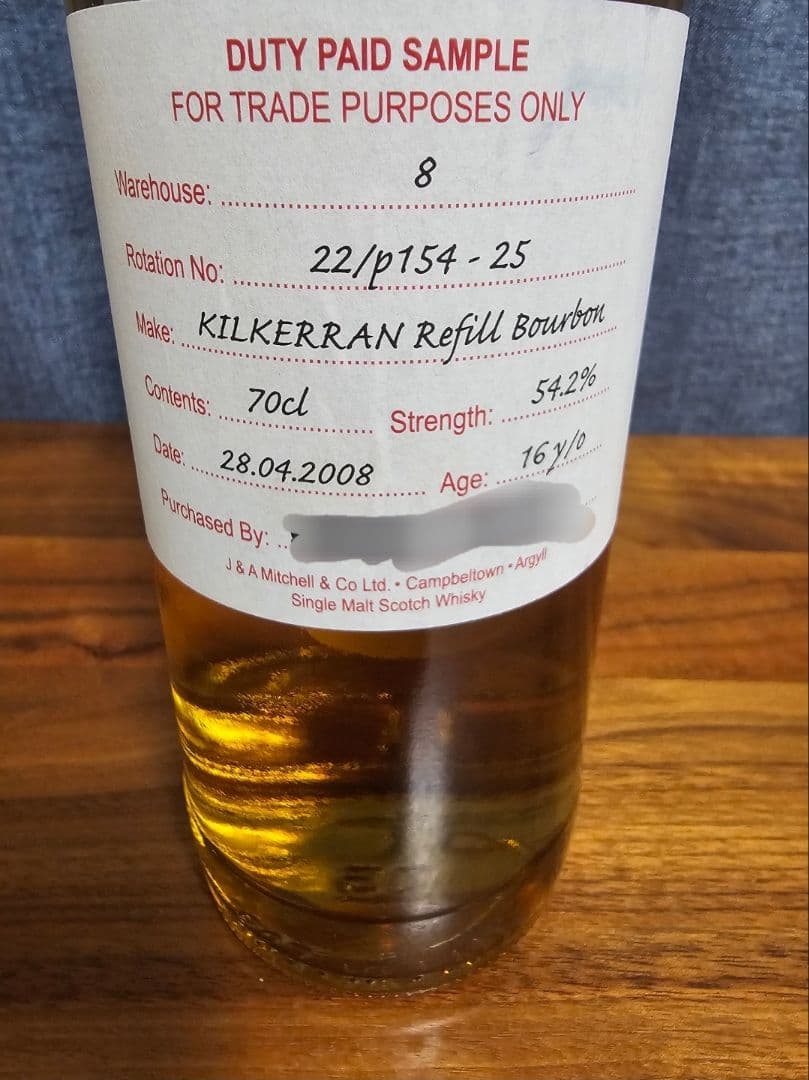 DUTY PAID SAMPLE
FOR TRADE PURPOSES ONLY
Warehouse: 8
Rotation No: 22/p154 - 25
Make: KILKERRAN Refill Bourbon
Contents: 70cl Strength: 54.2%
Date: 28.04.2008 Age: 16 y/o
Purchased By:
J & A Mitchell & Co Ltd. • Campbeltown • Argyll
Single Malt Scotch Whisky